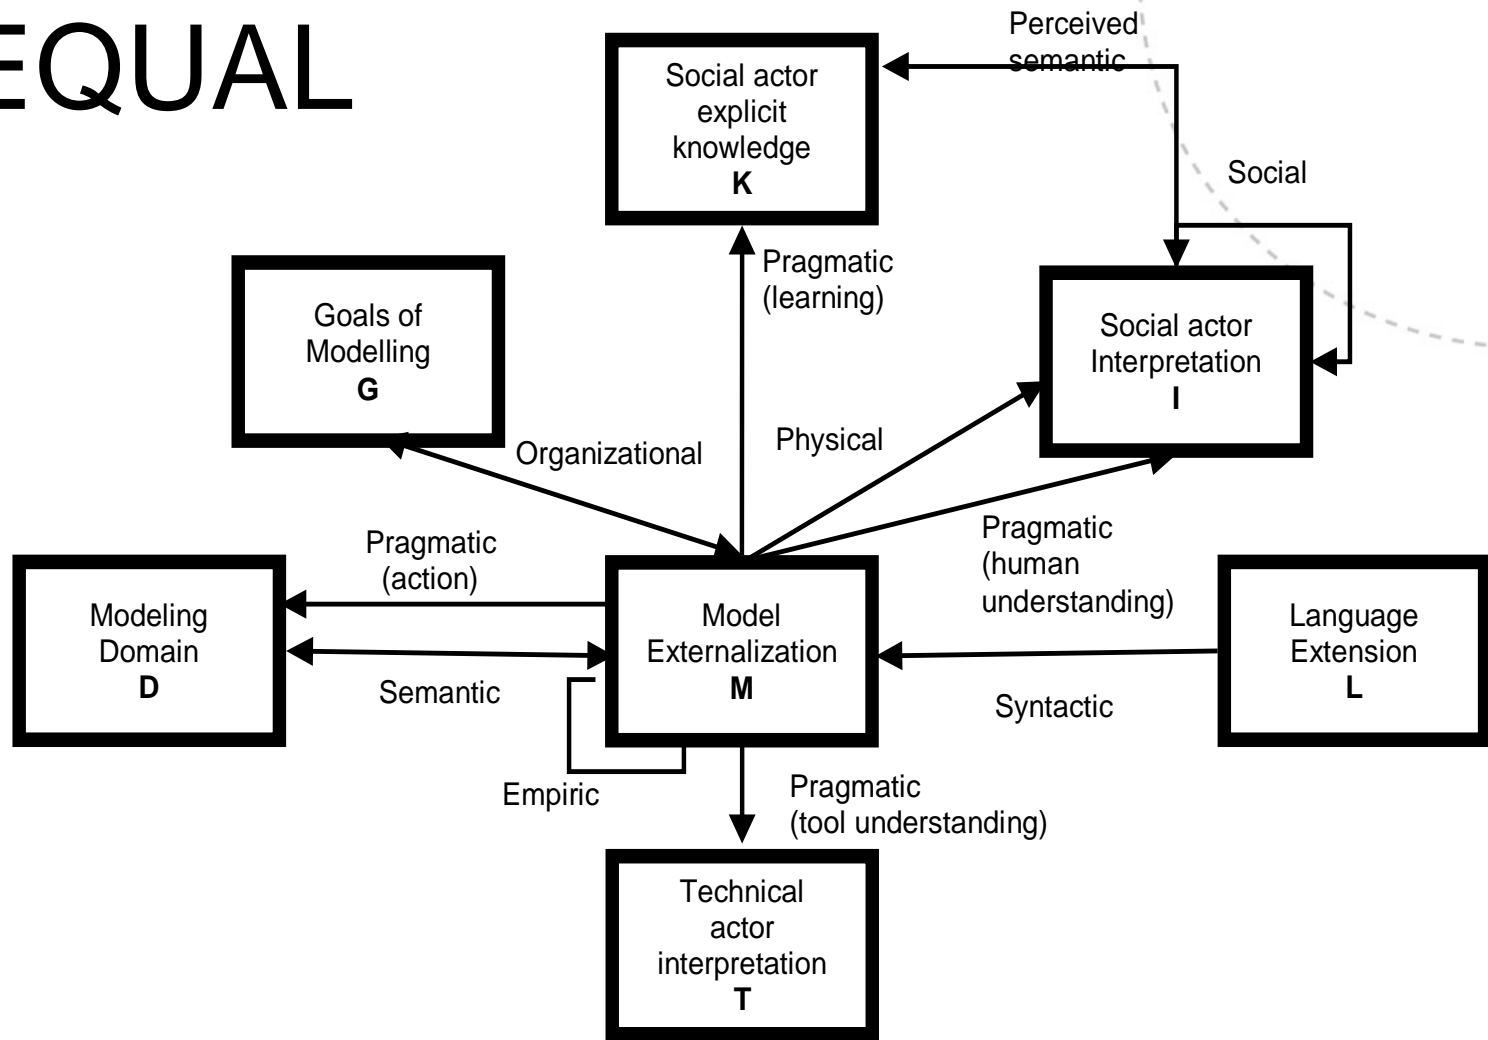 EQUAL
Perceived
semantic
Social actor
explicit
knowledge
K
Social
Pragmatic
(learning)
Goals of
Modelling
G
Social actor
Interpretation
I
Organizational
Physical
Pragmatic
(action)
Pragmatic
(human
understanding)
Modeling
Domain
D
Model
Externalization
M
Language
Extension
L
Semantic
Syntactic
Empiric
Pragmatic
(tool understanding)
Technical
actor
interpretation
T